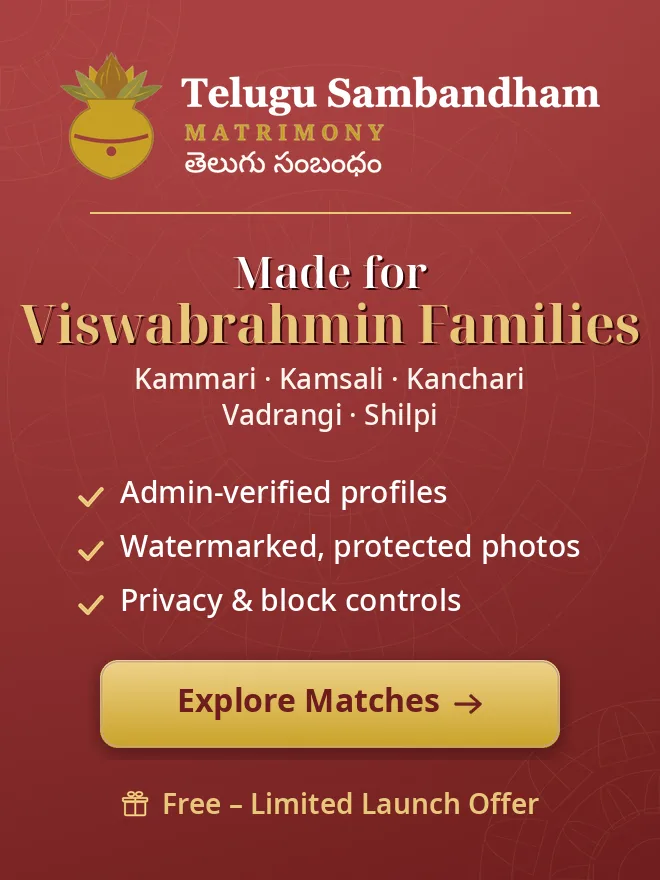 Telugu Sambandham
MATRIMONY
తెలుగు సంబంధం
Made for
Viswabrahmin Families
Kammari · Kamsali · Kanchari
Vadrangi · Shilpi
Admin-verified profiles
Watermarked, protected photos
Privacy & block controls
Explore Matches →
Free – Limited Launch Offer